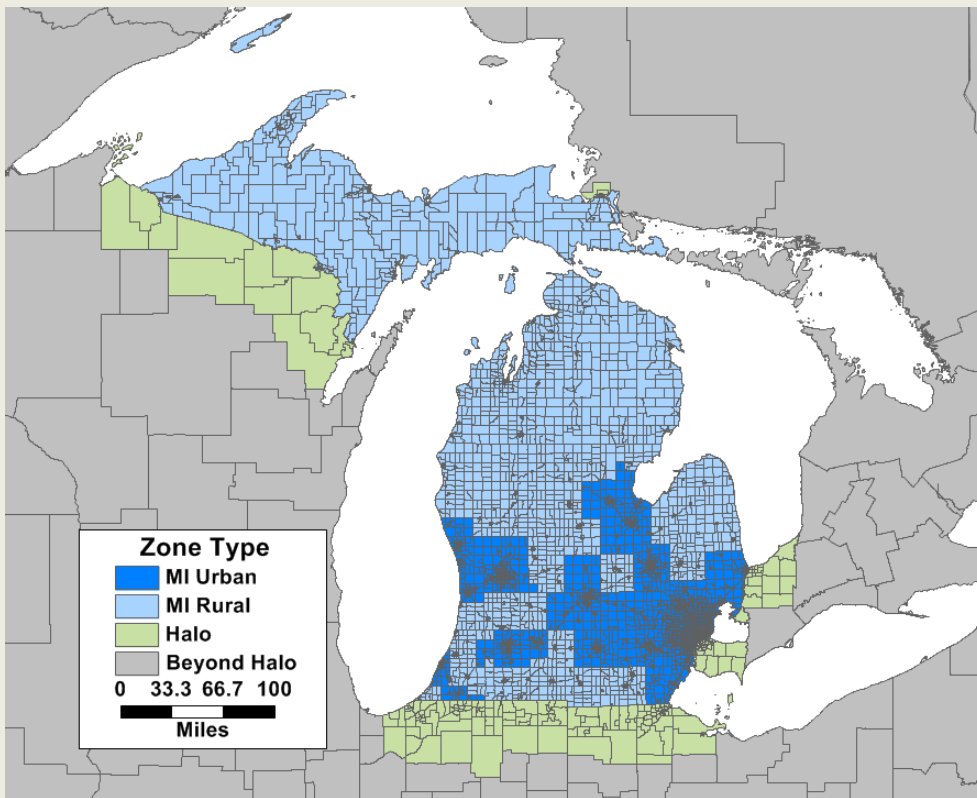 Zone Type
MI Urban
MI Rural
Halo
Beyond Halo
0 33.3 66.7 100
Miles